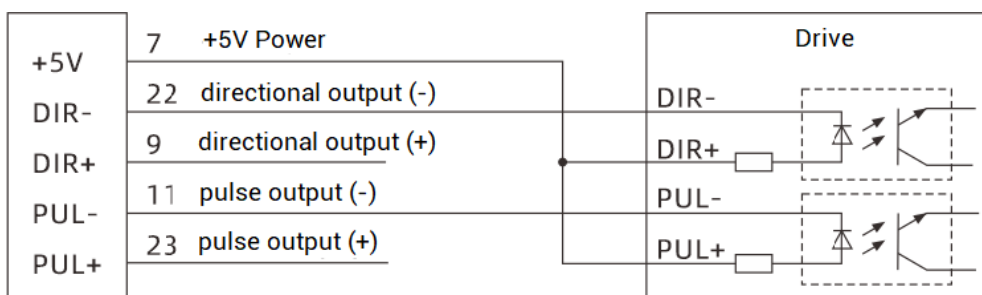 7 +5V Power
Drive
+5V
22 directional output (-)
DIR-
DIR-
9 directional output (+)
DIR+
DIR+
11 pulse output (-)
PUL-
PUL-
23 pulse output (+)
PUL+
PUL+